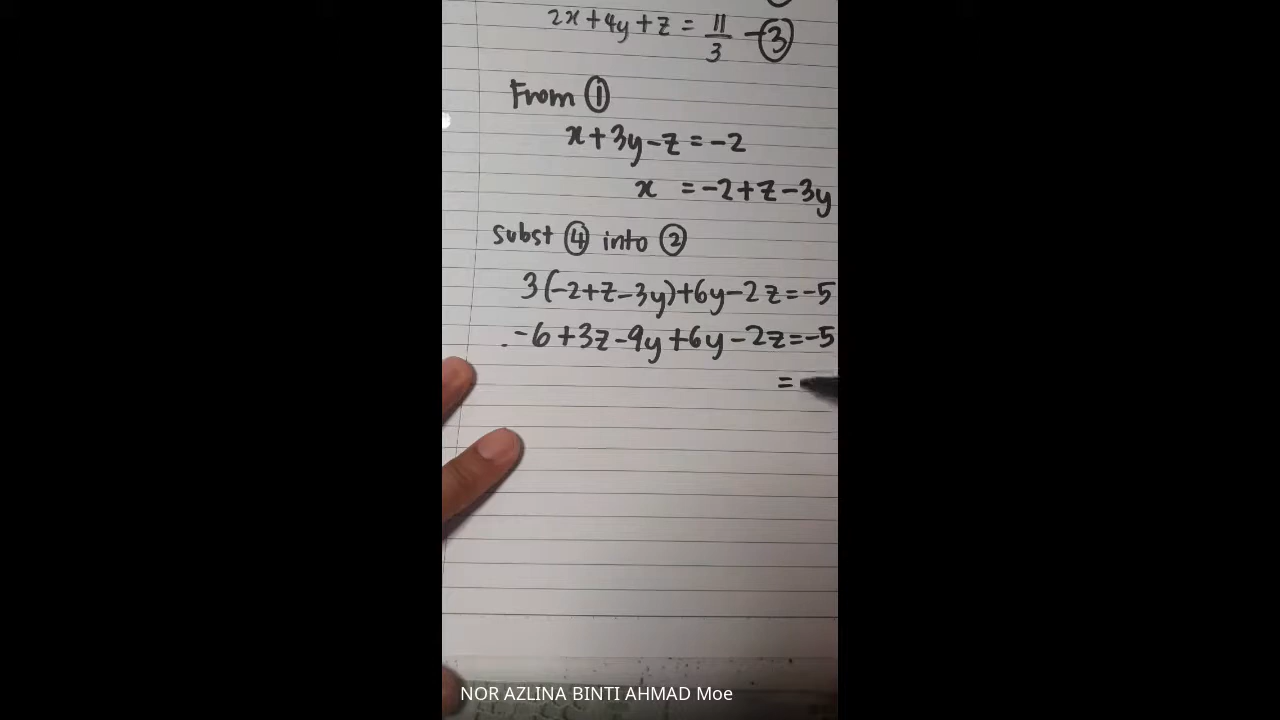 2x+4y+z = 11/3 -③
From ①
x+3y-z=-2
x = -2+z-3y
subst ④ into ②
3(-2+z-3y)+6y-2z=-5
-6+3z-9y+6y-2z=-5
=
NOR AZLINA BINTI AHMAD Moe